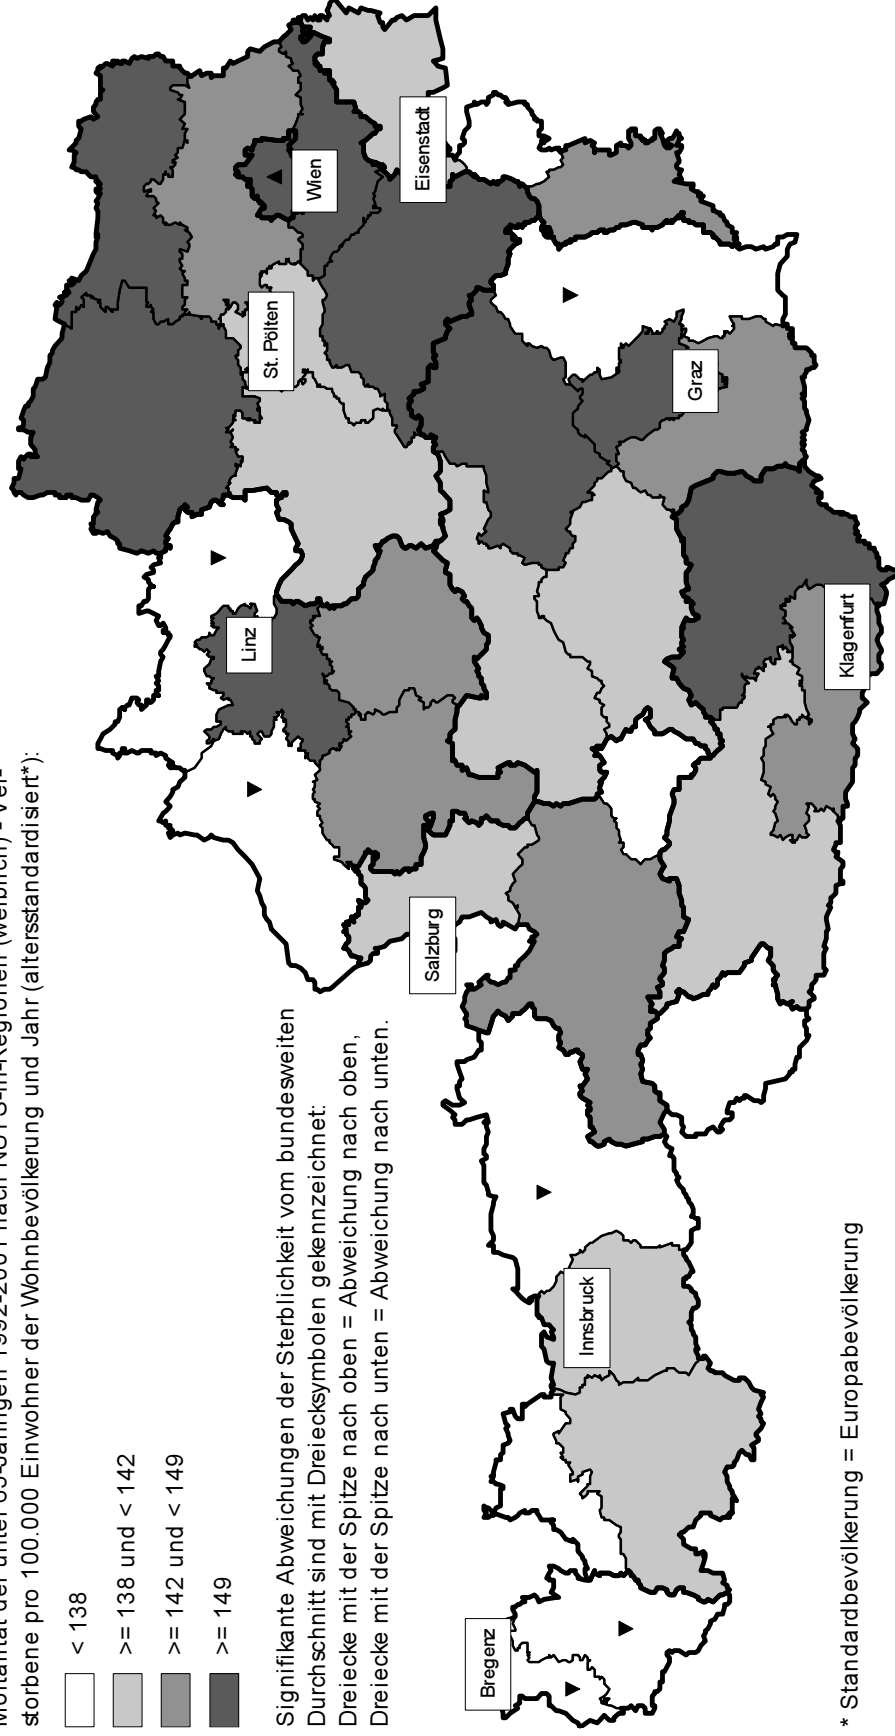 Mortalität der unter 65-Jährigen 1992-2001 nach NUTS-III-Regionen (weiblich) - Ver-
storbene pro 100.000 Einwohner der Wohnbevölkerung und Jahr (altersstandardisiert*):
< 138
>= 138 und < 142
>= 142 und < 149
>= 149
Signifikante Abweichungen der Sterblichkeit vom bundesweiten
Durchschnitt sind mit Dreiecksymbolen gekennzeichnet:
Dreiecke mit der Spitze nach oben = Abweichung nach oben,
Dreiecke mit der Spitze nach unten = Abweichung nach unten.
Linz
St. Pölten
Wien
Eisenstadt
Salzburg
Bregenz
Innsbruck
Graz
Klagenfurt
* Standardbevölkerung = Europabevölkerung